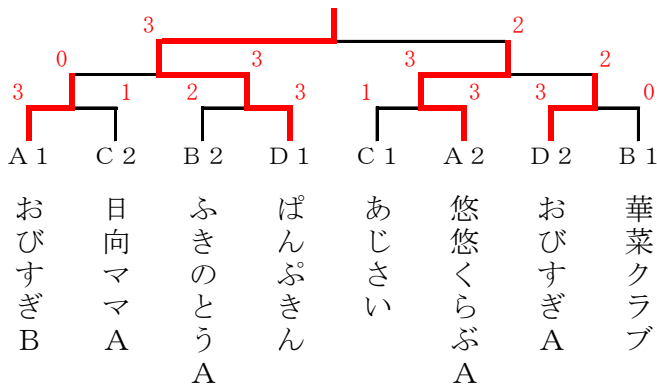 3 2
0 3 3 2
3 1 2 3 1 3 3 0
A1 C2 B2 D1 C1 A2 D2 B1
おびすぎB
日向ママA
ふきのとうA
ぱんぷきん
あじさい
悠悠くらぶA
おびすぎA
華菜クラブ